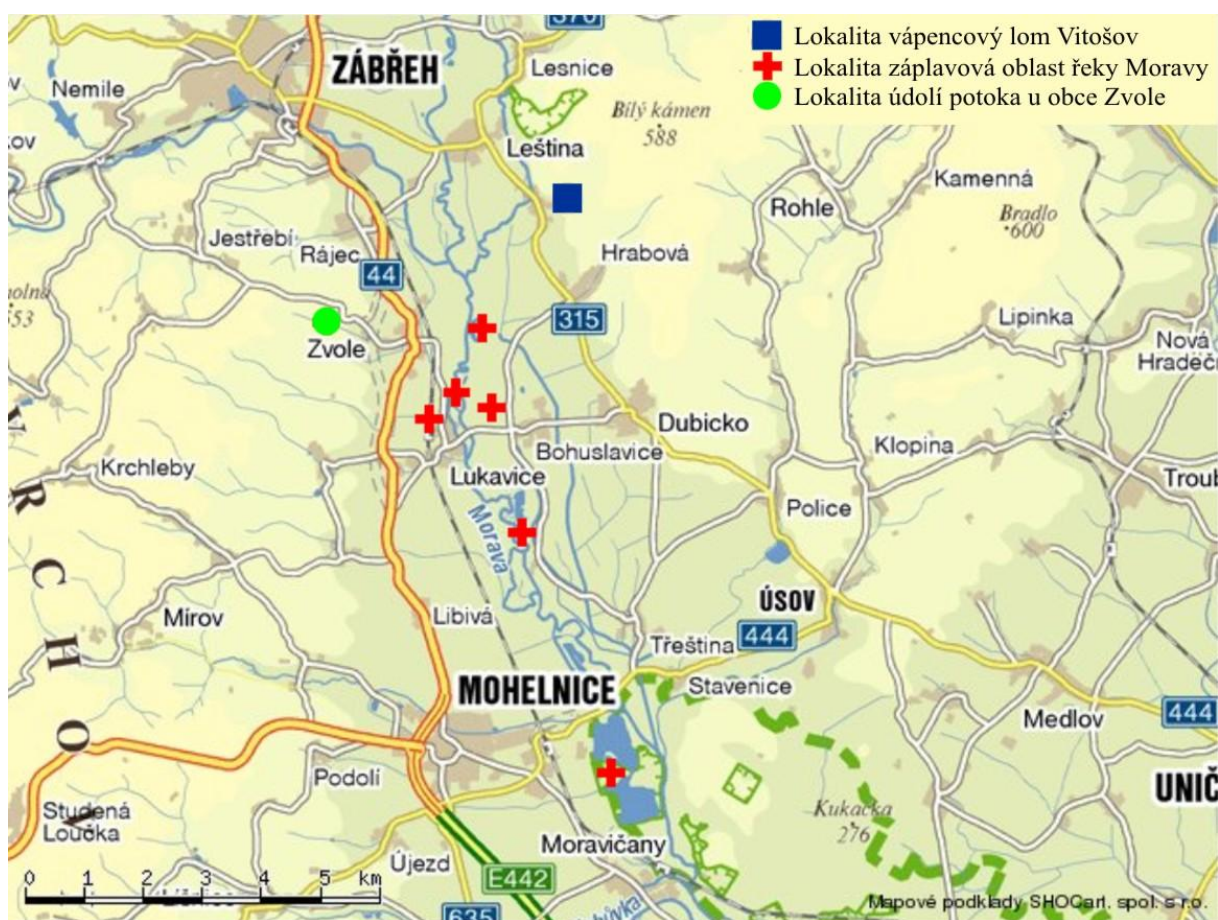 370
Lokalita vápencový lom Vitošov
Lokalita záplavová oblast řeky Moravy
Lokalita údolí potoka u obce Zvole
ZÁBŘEH
Lesnice
Nemile
Bílý kámen
588
Leština
Kamenná
Rohle
Bradlo
600
Jestřebí
Rájec
Hrabová
44
315
Lipinka
Zvole
Nová
Dubicko
Klopina
Bohuslavice
Krchleby
Lukavice
Troub
Police
Morava
V R C H O V
ÚSOV
Mírov
Libivá
Třeština
444
MOHELNICE
Stavenice
Medlov
444
Podolí
UNIČ
Studená
Loučka
Kukačka
276
Moravičany
Újezd
0 1 2 3 4 5 km
E442
635
Mapové podklady SHOCart, spol. s r.o.